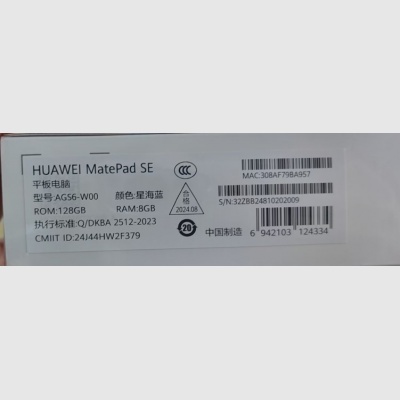 HUAWEI MatePad SE
平板电脑
型号:AGS6-W00 颜色:星海蓝
ROM:128GB RAM:8GB
执行标准:Q/DKBA 2512-2023
CMIIT ID:24J44HW2F379
CCC
合格
2024.08
20
MAC:308AF79BA957
S/N:32ZBB24810202009
中国制造
6 942103 124334